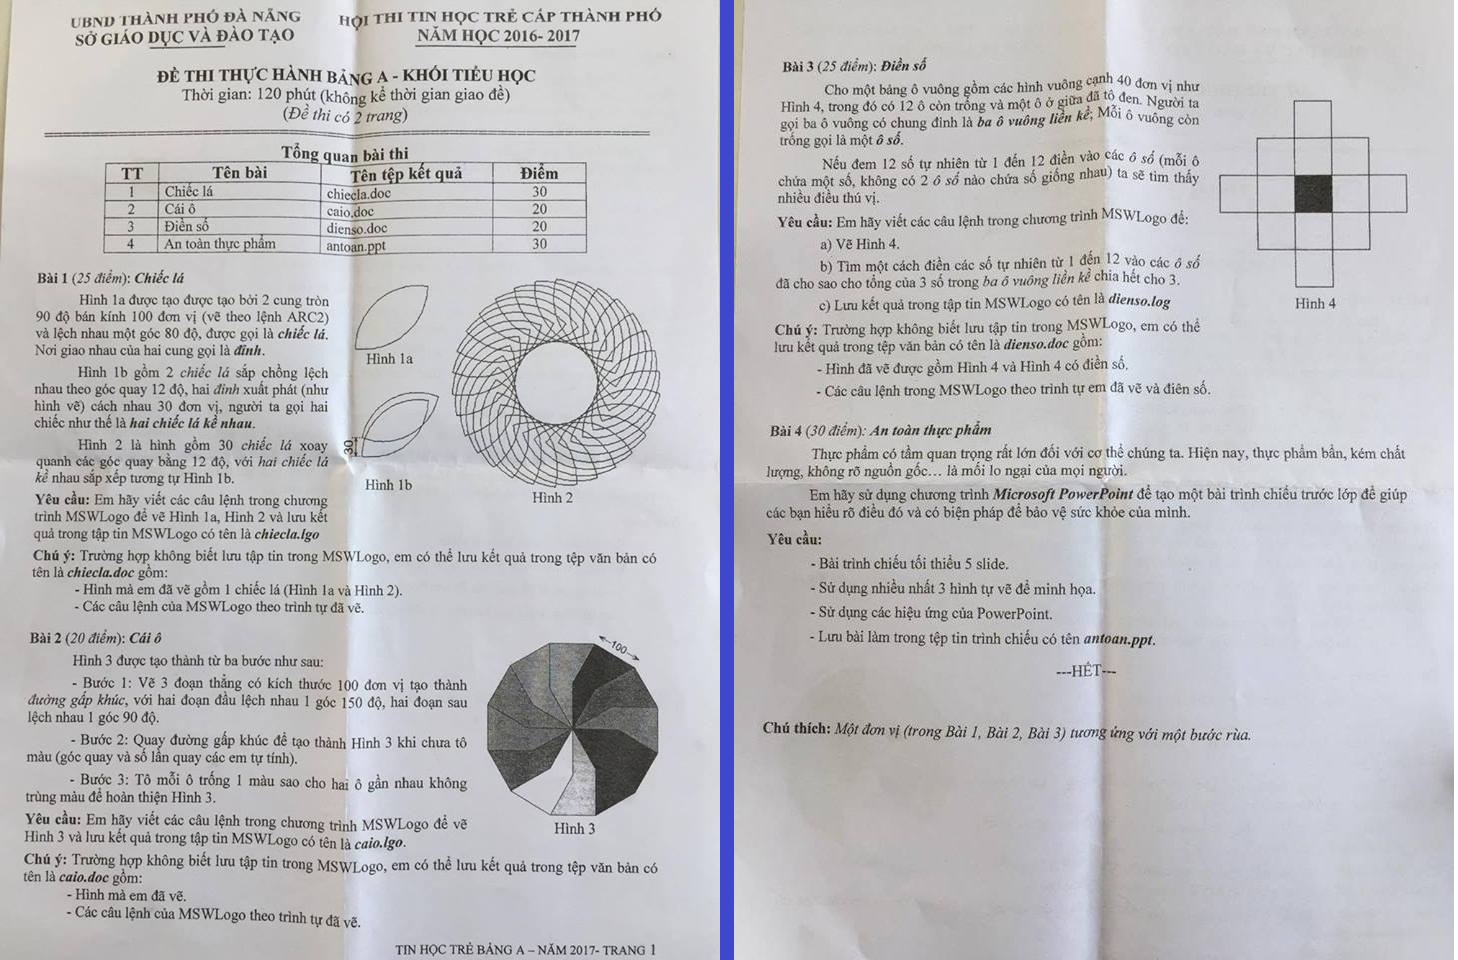 UBND THÀNH PHỐ ĐÀ NẴNG
SỞ GIÁO DỤC VÀ ĐÀO TẠO
HỘI THI TIN HỌC TRẺ CẤP THÀNH PHỐ
NĂM HỌC 2016- 2017
ĐỀ THI THỰC HÀNH BẢNG A - KHỐI TIỂU HỌC
Thời gian: 120 phút (không kể thời gian giao đề)
(Đề thi có 2 trang)
Tổng quan bài thi
TT Tên bài Tên tệp kết quả Điểm
1 Chiếc lá chiecla.doc 30
2 Cái ô caio.doc 20
3 Điền số dienso.doc 20
4 An toàn thực phẩm antoan.ppt 30
Bài 1 (25 điểm): Chiếc lá
Hình 1a được tạo được tạo bởi 2 cung tròn
90 độ bán kính 100 đơn vị (vẽ theo lệnh ARC2)
và lệch nhau một góc 80 độ, được gọi là chiếc lá.
Nơi giao nhau của hai cung gọi là đỉnh.
Hình 1b gồm 2 chiếc lá sắp chồng lệch
nhau theo góc quay 12 độ, hai đỉnh xuất phát (như
hình vẽ) cách nhau 30 đơn vị, người ta gọi hai
chiếc như thế là hai chiếc lá kề nhau.
Hình 2 là hình gồm 30 chiếc lá xoay
quanh các góc quay bằng 12 độ, với hai chiếc lá
kề nhau sắp xếp tương tự Hình 1b.
Yêu cầu: Em hãy viết các câu lệnh trong chương
trình MSWLogo để vẽ Hình 1a, Hình 2 và lưu kết
quả trong tập tin MSWLogo có tên là chiecla.lgo
Hình 1a
30
Hình 1b
Hình 2
Chú ý: Trường hợp không biết lưu tập tin trong MSWLogo, em có thể lưu kết quả trong tệp văn bản có
tên là chiecla.doc gồm:
- Hình mà em đã vẽ gồm 1 chiếc lá (Hình 1a và Hình 2).
- Các câu lệnh của MSWLogo theo trình tự đã vẽ.
Bài 2 (20 điểm): Cái ô
Hình 3 được tạo thành từ ba bước như sau:
- Bước 1: Vẽ 3 đoạn thẳng có kích thước 100 đơn vị tạo thành
đường gấp khúc, với hai đoạn đầu lệch nhau 1 góc 150 độ, hai đoạn sau
lệch nhau 1 góc 90 độ.
- Bước 2: Quay đường gấp khúc để tạo thành Hình 3 khi chưa tô
màu (góc quay và số lần quay các em tự tính).
- Bước 3: Tô mỗi ô trống 1 màu sao cho hai ô gần nhau không
trùng màu để hoàn thiện Hình 3.
Yêu cầu: Em hãy viết các câu lệnh trong chương trình MSWLogo để vẽ
Hình 3 và lưu kết quả trong tập tin MSWLogo có tên là caio.lgo.
100
Hình 3
Chú ý: Trường hợp không biết lưu tập tin trong MSWLogo, em có thể lưu kết quả trong tệp văn bản có
tên là caio.doc gồm:
- Hình mà em đã vẽ.
- Các câu lệnh của MSWLogo theo trình tự đã vẽ.
TIN HỌC TRẺ BẢNG A – NĂM 2017- TRANG 1
Bài 3 (25 điểm): Điền số
Cho một bảng ô vuông gồm các hình vuông cạnh 40 đơn vị như
Hình 4, trong đó có 12 ô còn trống và một ô ở giữa đã tô đen. Người ta
gọi ba ô vuông có chung đỉnh là ba ô vuông liền kề; Mỗi ô vuông còn
trống gọi là một ô số.
Nếu đem 12 số tự nhiên từ 1 đến 12 điền vào các ô số (mỗi ô
chứa một số, không có 2 ô số nào chứa số giống nhau) ta sẽ tìm thấy
nhiều điều thú vị.
Yêu cầu: Em hãy viết các câu lệnh trong chương trình MSWLogo để:
a) Vẽ Hình 4.
b) Tìm một cách điền các số tự nhiên từ 1 đến 12 vào các ô số
đã cho sao cho tổng của 3 số trong ba ô vuông liền kề chia hết cho 3.
c) Lưu kết quả trong tập tin MSWLogo có tên là dienso.log
Hình 4
Chú ý: Trường hợp không biết lưu tập tin trong MSWLogo, em có thể
lưu kết quả trong tệp văn bản có tên là dienso.doc gồm:
- Hình đã vẽ được gồm Hình 4 và Hình 4 có điền số.
- Các câu lệnh trong MSWLogo theo trình tự em đã vẽ và điên số.
Bài 4 (30 điểm): An toàn thực phẩm
Thực phẩm có tầm quan trọng rất lớn đối với cơ thể chúng ta. Hiện nay, thực phẩm bẩn, kém chất
lượng, không rõ nguồn gốc… là mối lo ngại của mọi người.
Em hãy sử dụng chương trình Microsoft PowerPoint để tạo một bài trình chiếu trước lớp để giúp
các bạn hiểu rõ điều đó và có biện pháp để bảo vệ sức khỏe của mình.
Yêu cầu:
- Bài trình chiếu tối thiểu 5 slide.
- Sử dụng nhiều nhất 3 hình tự vẽ để minh họa.
- Sử dụng các hiệu ứng của PowerPoint.
- Lưu bài làm trong tệp tin trình chiếu có tên antoan.ppt.
---HẾT---
Chú thích: Một đơn vị (trong Bài 1, Bài 2, Bài 3) tương ứng với một bước rùa.